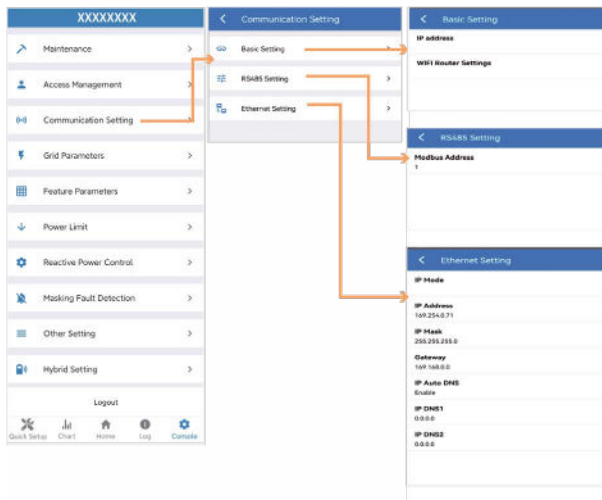 XXXXXXXX
Maintenance
Access Management
Communication Setting
Grid Parameters
Feature Parameters
Power Limit
Reactive Power Control
Masking Fault Detection
Other Setting
Hybrid Setting
Logout
Quick Setup Chart Home Log Console
Communication Setting
Basic Setting
RS485 Setting
Ethernet Setting
Basic Setting
IP address
WIFI Router Settings
RS485 Setting
Modbus Address
1
Ethernet Setting
IP Mode
IP Address
169.254.0.71
IP Mask
255.255.255.0
Gateway
169.168.0.0
IP Auto DNS
Enable
IP DNS1
0.0.0.0
IP DNS2
0.0.0.0